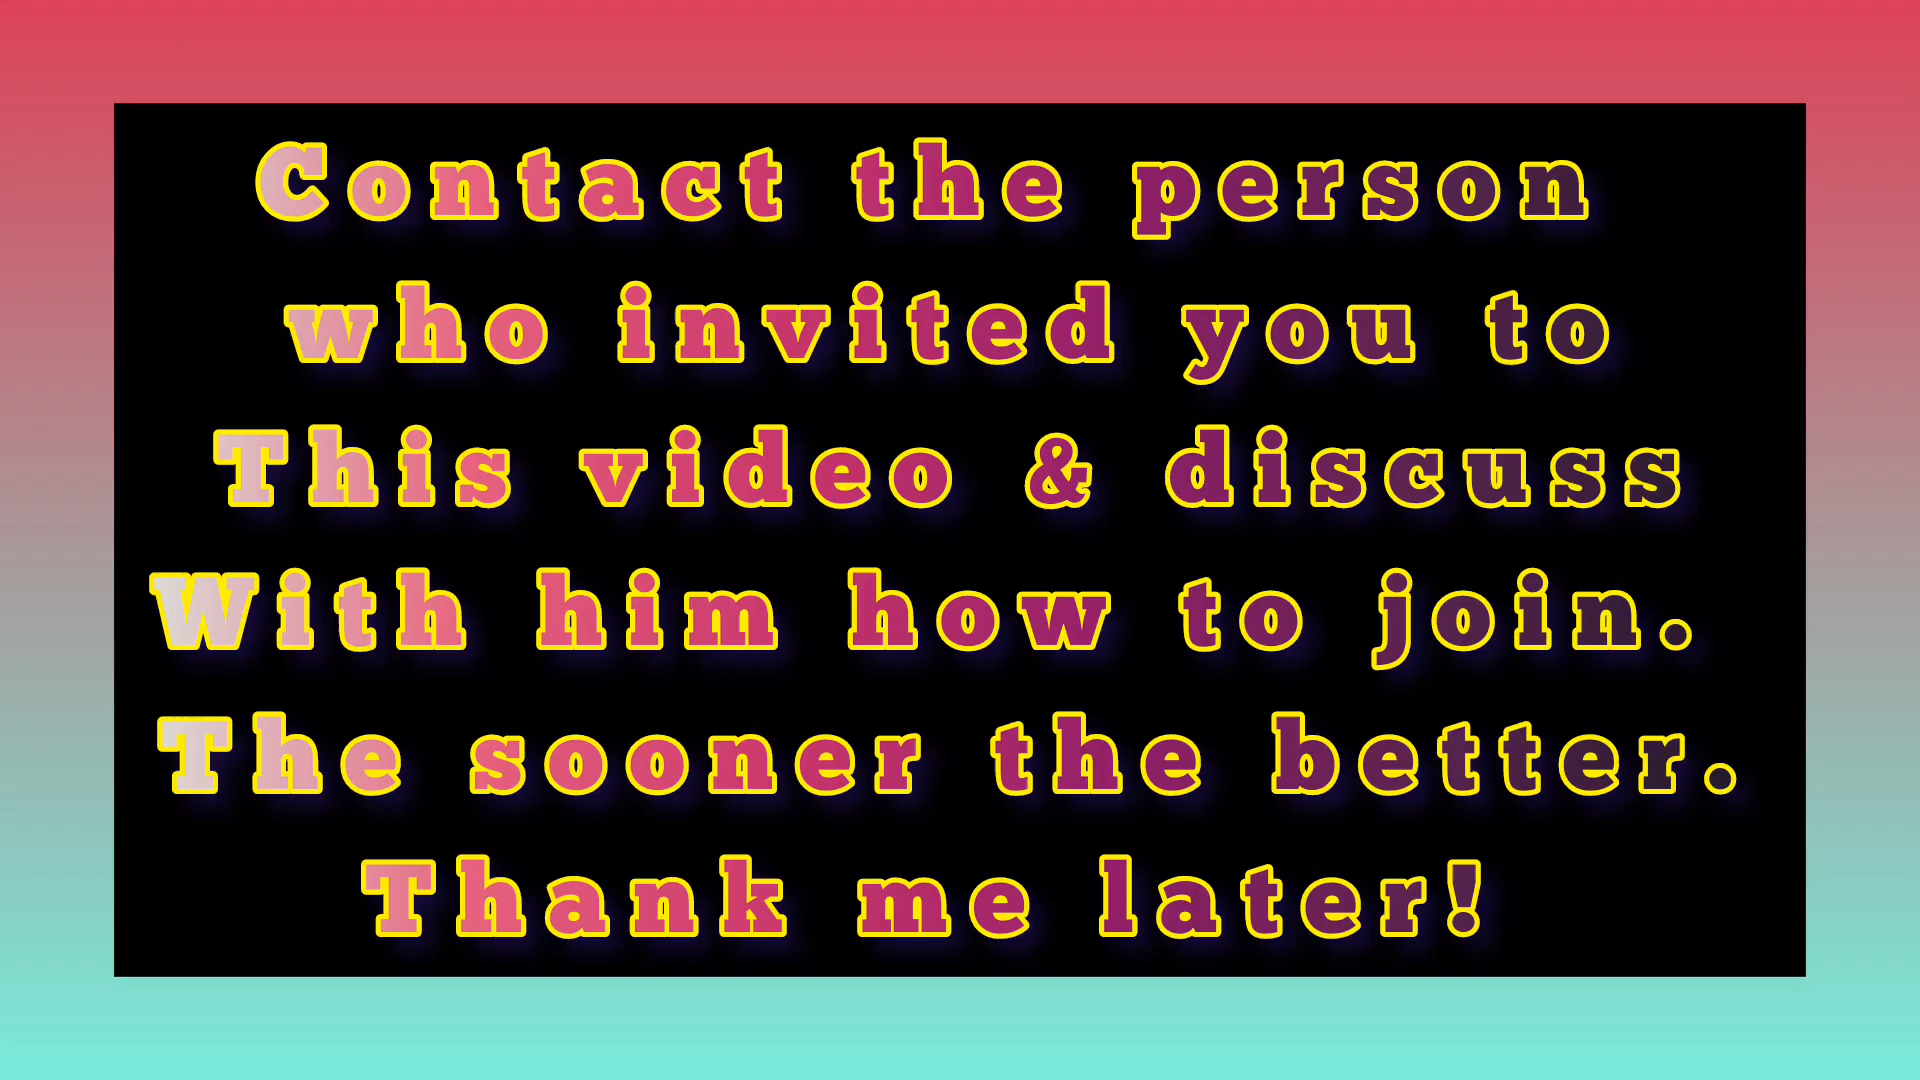 Contact the person
who invited you to
This video & discuss
With him how to join.
The sooner the better.
Thank me later!